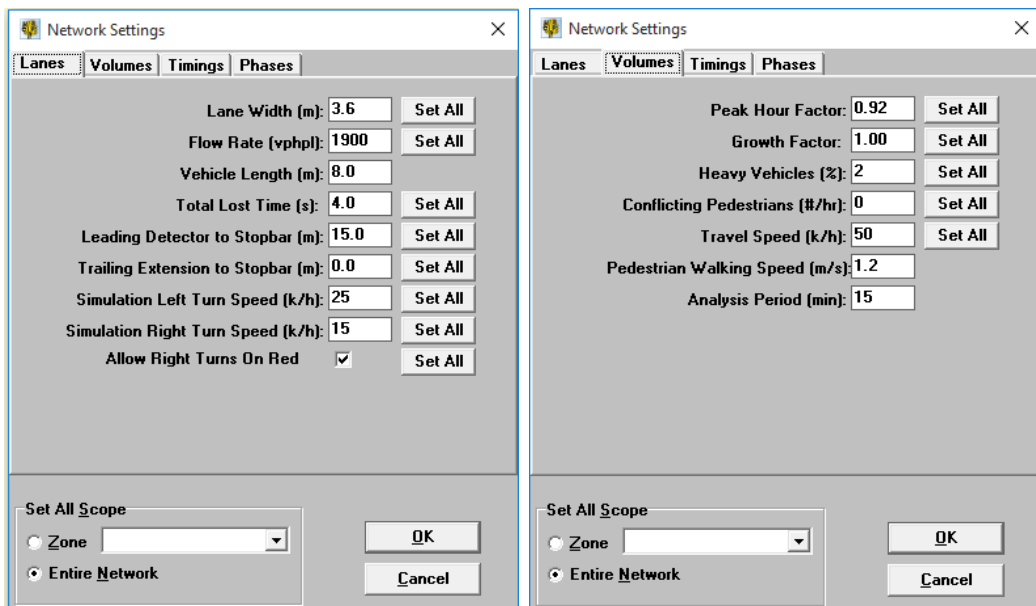 Network Settings
Lanes Volumes Timings Phases
Lane Width (m): 3.6 Set All
Flow Rate (vphpl): 1900 Set All
Vehicle Length (m): 8.0
Total Lost Time (s): 4.0 Set All
Leading Detector to Stopbar (m): 15.0 Set All
Trailing Extension to Stopbar (m): 0.0 Set All
Simulation Left Turn Speed (k/h): 25 Set All
Simulation Right Turn Speed (k/h): 15 Set All
Allow Right Turns On Red Set All
Set All Scope
Zone
Entire Network
OK
Cancel
Network Settings
Lanes Volumes Timings Phases
Peak Hour Factor: 0.92 Set All
Growth Factor: 1.00 Set All
Heavy Vehicles (%): 2 Set All
Conflicting Pedestrians (#/hr): 0 Set All
Travel Speed (k/h): 50 Set All
Pedestrian Walking Speed (m/s): 1.2
Analysis Period (min): 15
Set All Scope
Zone
Entire Network
OK
Cancel